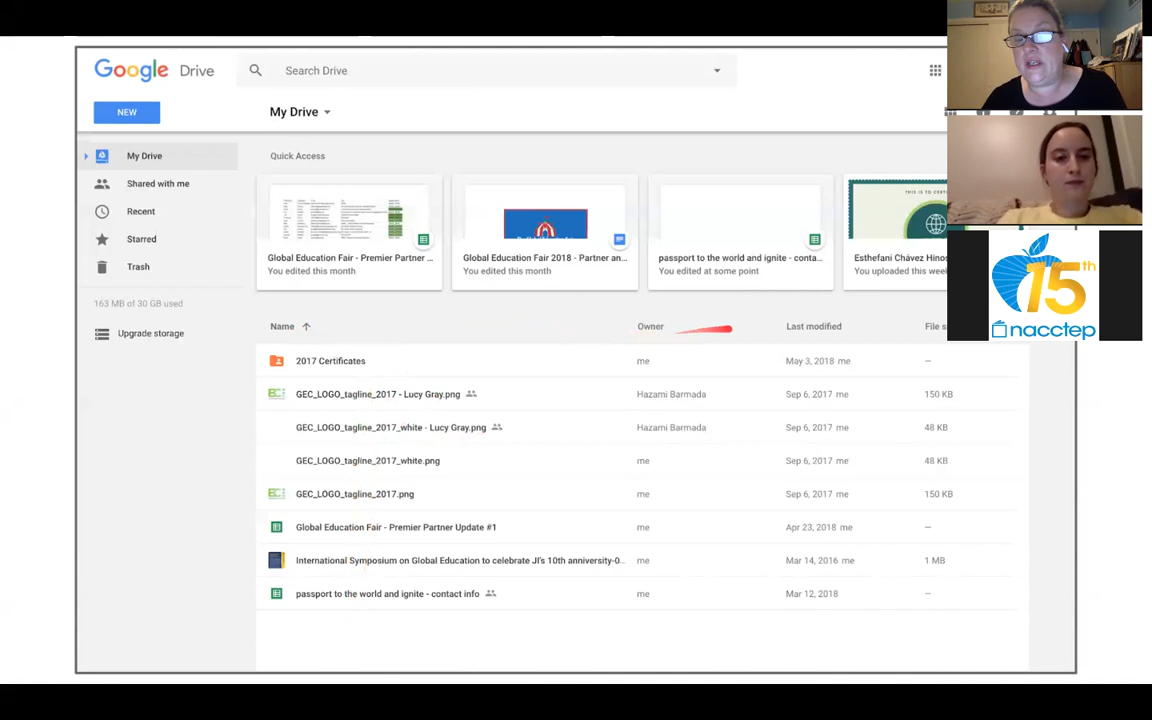 Google Drive
Search Drive
NEW
My Drive
My Drive
Shared with me
Recent
Starred
Trash
163 MB of 30 GB used
Upgrade storage
Quick Access
Global Education Fair - Premier Partner ...
You edited this month
Global Education Fair 2018 - Partner an...
You edited this month
passport to the world and ignite - conta...
You edited at some point
THIS IS TO CERTI
Esthefani Chávez Hinos
You uploaded this week
Name Owner Last modified File s
2017 Certificates me May 3, 2018 me –
GEC_LOGO_tagline_2017 - Lucy Gray.png Hazami Barmada Sep 6, 2017 me 150 KB
GEC_LOGO_tagline_2017_white - Lucy Gray.png Hazami Barmada Sep 6, 2017 me 48 KB
GEC_LOGO_tagline_2017_white.png me Sep 6, 2017 me 48 KB
GEC_LOGO_tagline_2017.png me Sep 6, 2017 me 150 KB
Global Education Fair - Premier Partner Update #1 me Apr 23, 2018 me –
International Symposium on Global Education to celebrate JI's 10th anniversary-0... me Mar 14, 2016 me 1 MB
passport to the world and ignite - contact info me Mar 12, 2018 –
15th
nacctep